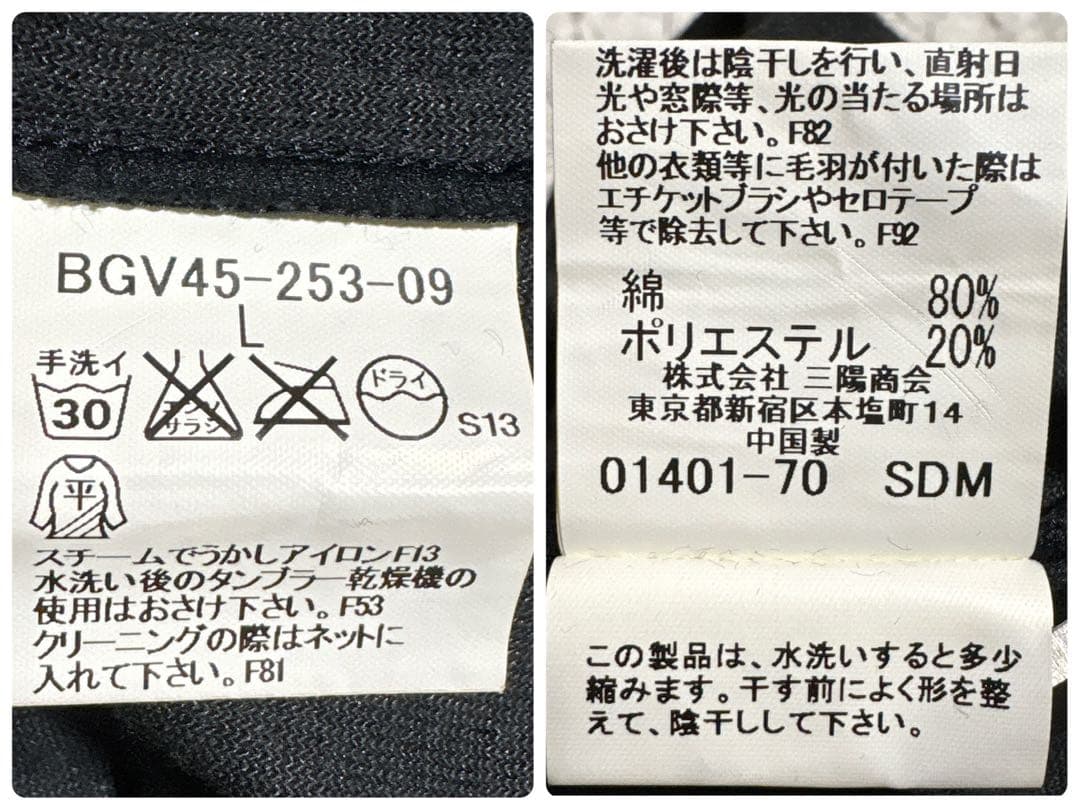 BGV45-253-09
L
手洗イ
30
エンソ
サラシ
ドライ
S13
平
スチームでうかしアイロンF13
水洗い後のタンブラー乾燥機の
使用はおさけ下さい。F53
クリーニングの際はネットに
入れて下さい。F81
洗濯後は陰干しを行い、直射日
光や窓際等、光の当たる場所は
おさけ下さい。F82
他の衣類等に毛羽が付いた際は
エチケットブラシやセロテープ
等で除去して下さい。F92
綿 80%
ポリエステル 20%
株式会社 三陽商会
東京都新宿区本塩町14
中国製
01401-70 SDM
この製品は、水洗いすると多少
縮みます。干す前によく形を整
えて、陰干しして下さい。